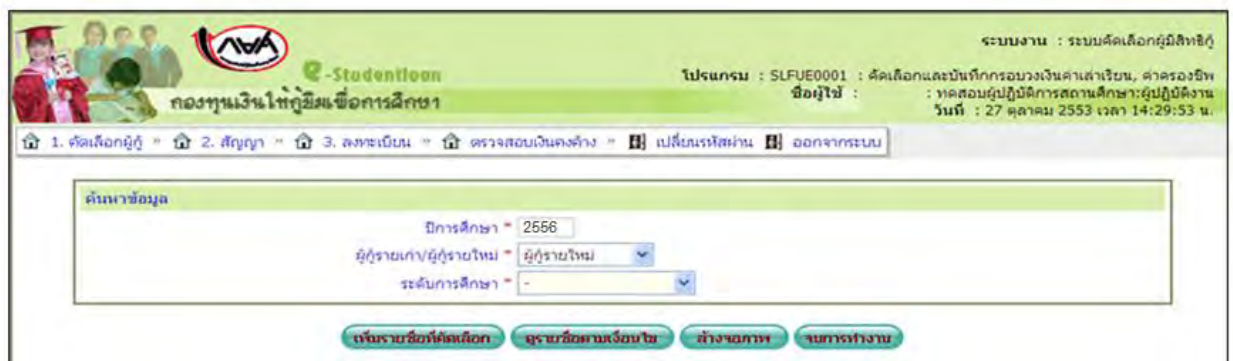 กยศ
e-Studentloan
กองทุนเงินให้กู้ยืมเพื่อการศึกษา
ระบบงาน : ระบบคัดเลือกผู้มีสิทธิกู้
โปรแกรม : SLFUE0001 : คัดเลือกและบันทึกกรอบวงเงินค่าเล่าเรียน, ค่าครองชีพ
ชื่อผู้ใช้ : : ทดสอบผู้ปฏิบัติการสถานศึกษา:ผู้ปฏิบัติงาน
วันที่ : 27 ตุลาคม 2553 เวลา 14:29:53 น.
1. คัดเลือกผู้กู้ » 2. สัญญา » 3. ลงทะเบียน » ตรวจสอบเงินคงค้าง » เปลี่ยนรหัสผ่าน ออกจากระบบ
ค้นหาข้อมูล
ปีการศึกษา * 2556
ผู้กู้รายเก่า/ผู้กู้รายใหม่ * ผู้กู้รายใหม่
ระดับการศึกษา * -
เพิ่มรายชื่อที่คัดเลือก ดูรายชื่อตามเงื่อนไข ล้างจอภาพ จบการทำงาน